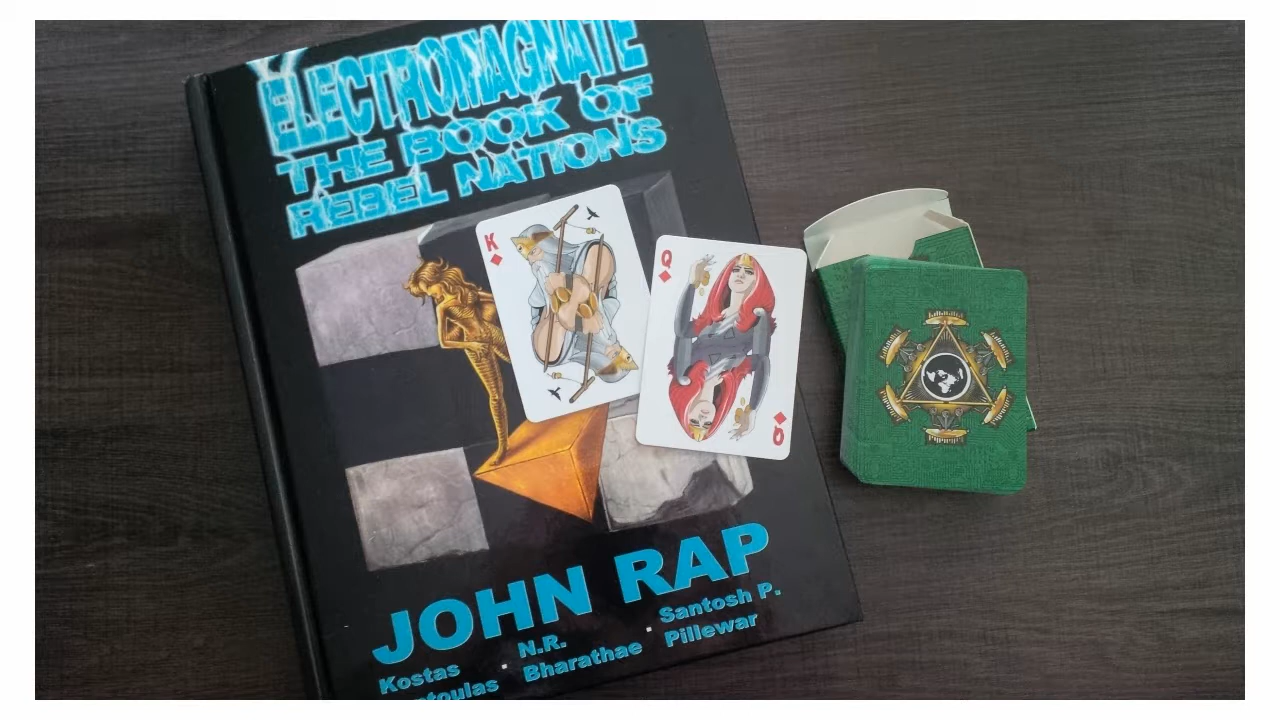 ELECTROMAGNATE
THE BOOK OF
REBEL NATIONS
K
Q
Q
JOHN RAP
Kostas
N.R.
Bharathae
Santosh P.
Pillewar